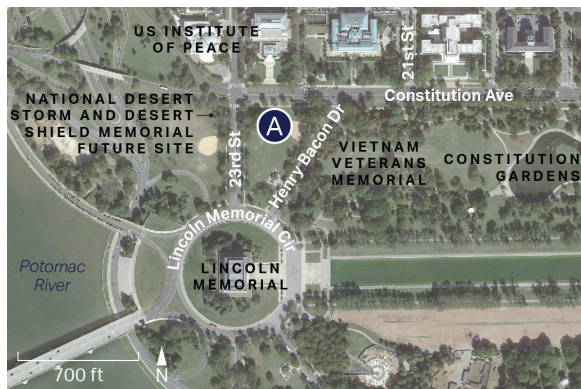 US INSTITUTE
OF PEACE
21st St
Constitution Ave
NATIONAL DESERT
STORM AND DESERT
SHIELD MEMORIAL
FUTURE SITE
A
23rd St
Henry Bacon Dr
VIETNAM
VETERANS
MEMORIAL
CONSTITUTION
GARDENS
Lincoln Memorial Cir
LINCOLN
MEMORIAL
Potomac
River
700 ft
N